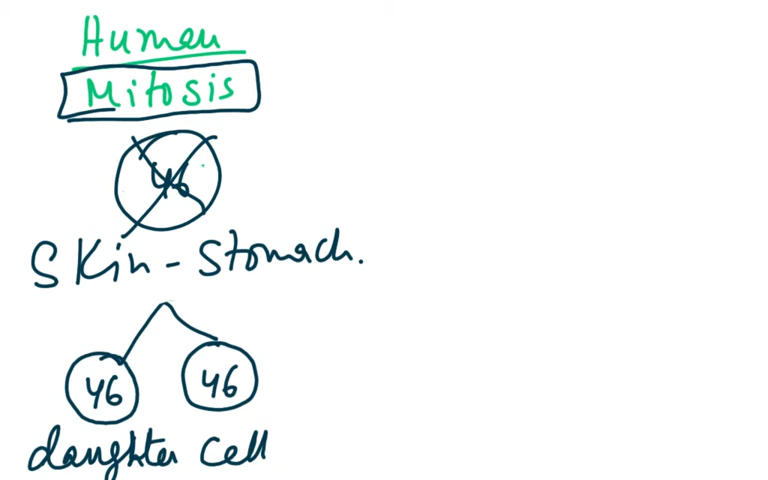 Human
Mitosis
46
Skin - Stomach.
46 46
daughter cell